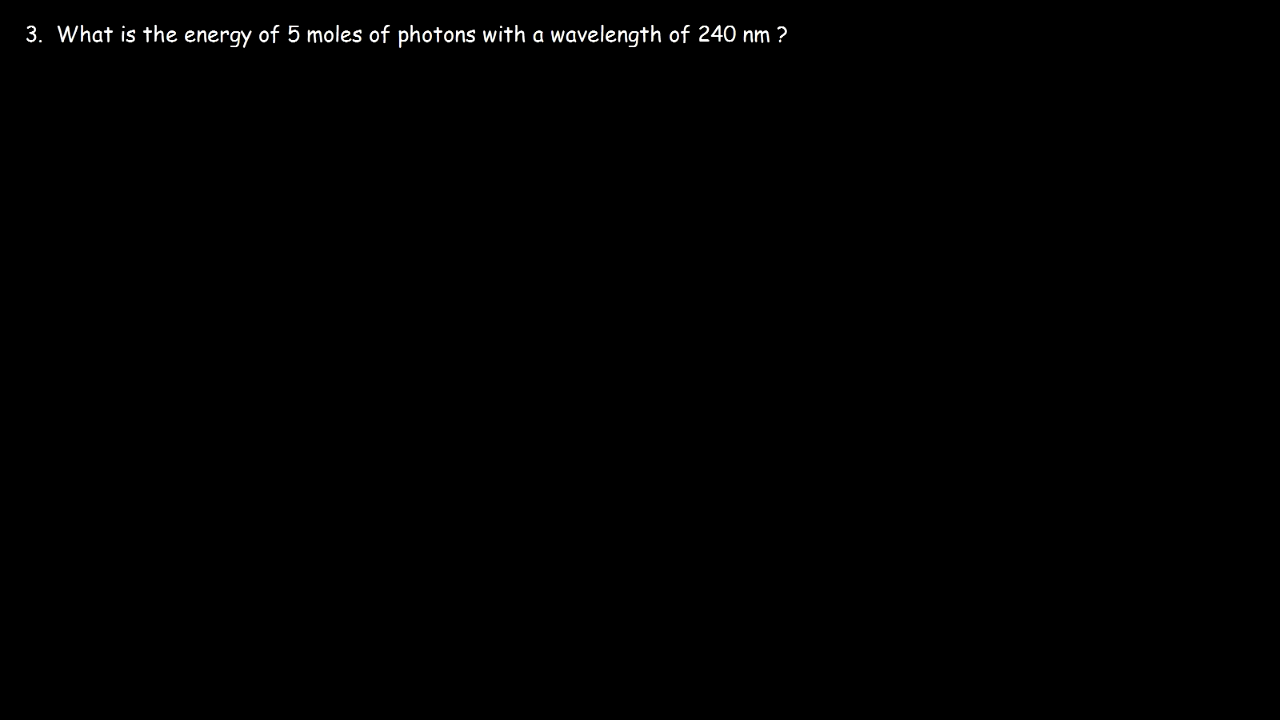 3. What is the energy of 5 moles of photons with a wavelength of 240 nm ?